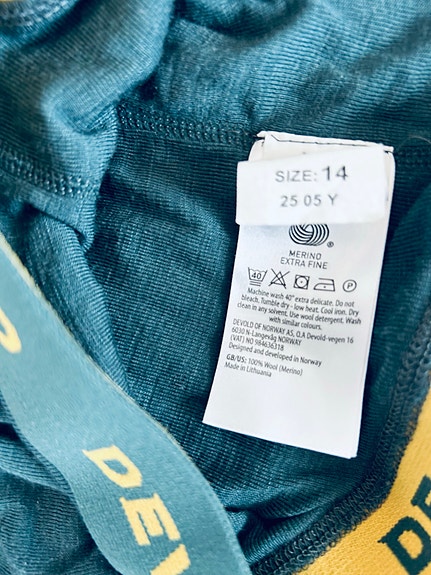 SIZE: 14
25 05 Y
®
MERINO
EXTRA FINE
40 P
Machine wash 40° extra delicate. Do not
bleach. Tumble dry - low heat. Cool iron. Dry
clean in any solvent. Use wool detergent. Wash
with similar colours.
DEVOLD OF NORWAY AS, O.A Devold-vegen 16
6030 N-Langevåg NORWAY
(VAT) NO 984636318
Designed and developed in Norway
GB/US: 100% Wool (Merino)
Made in Lithuania
DEV
DE